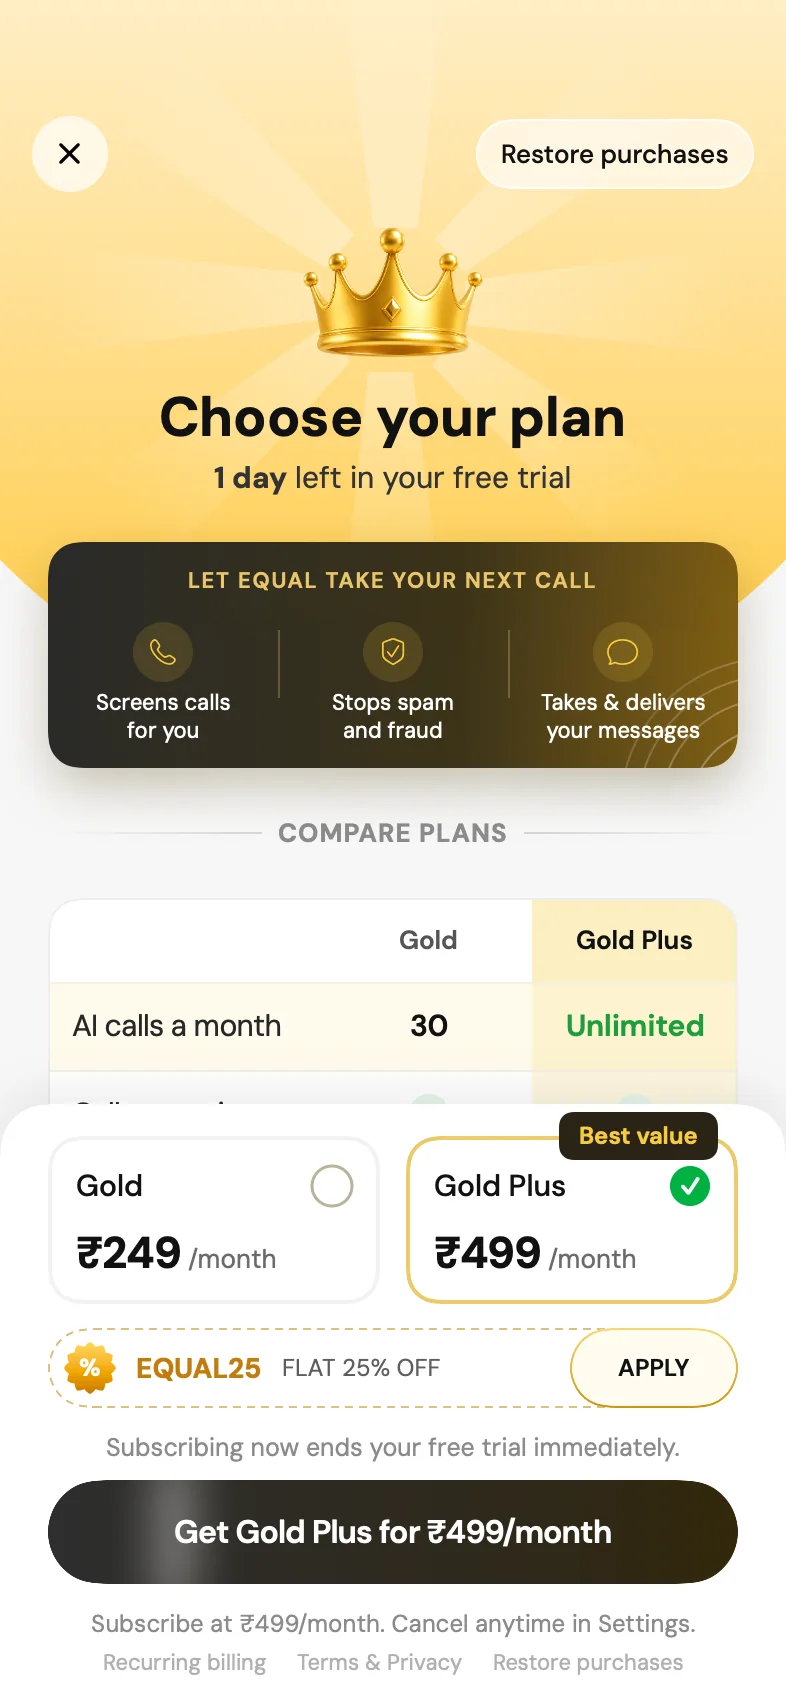 Restore purchases
Choose your plan
1 day left in your free trial
LET EQUAL TAKE YOUR NEXT CALL
Screens calls
for you
Stops spam
and fraud
Takes & delivers
your messages
COMPARE PLANS
Gold
Gold Plus
AI calls a month
30
Unlimited
Best value
Gold
₹249 /month
Gold Plus
₹499 /month
%
EQUAL25 FLAT 25% OFF
APPLY
Subscribing now ends your free trial immediately.
Get Gold Plus for ₹499/month
Subscribe at ₹499/month. Cancel anytime in Settings.
Recurring billing Terms & Privacy Restore purchases